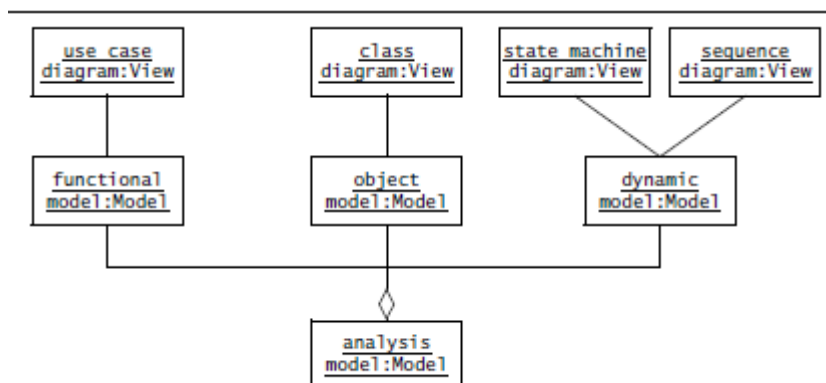 use case
diagram:View
class
diagram:View
state machine
diagram:View
sequence
diagram:View
functional
model:Model
object
model:Model
dynamic
model:Model
analysis
model:Model